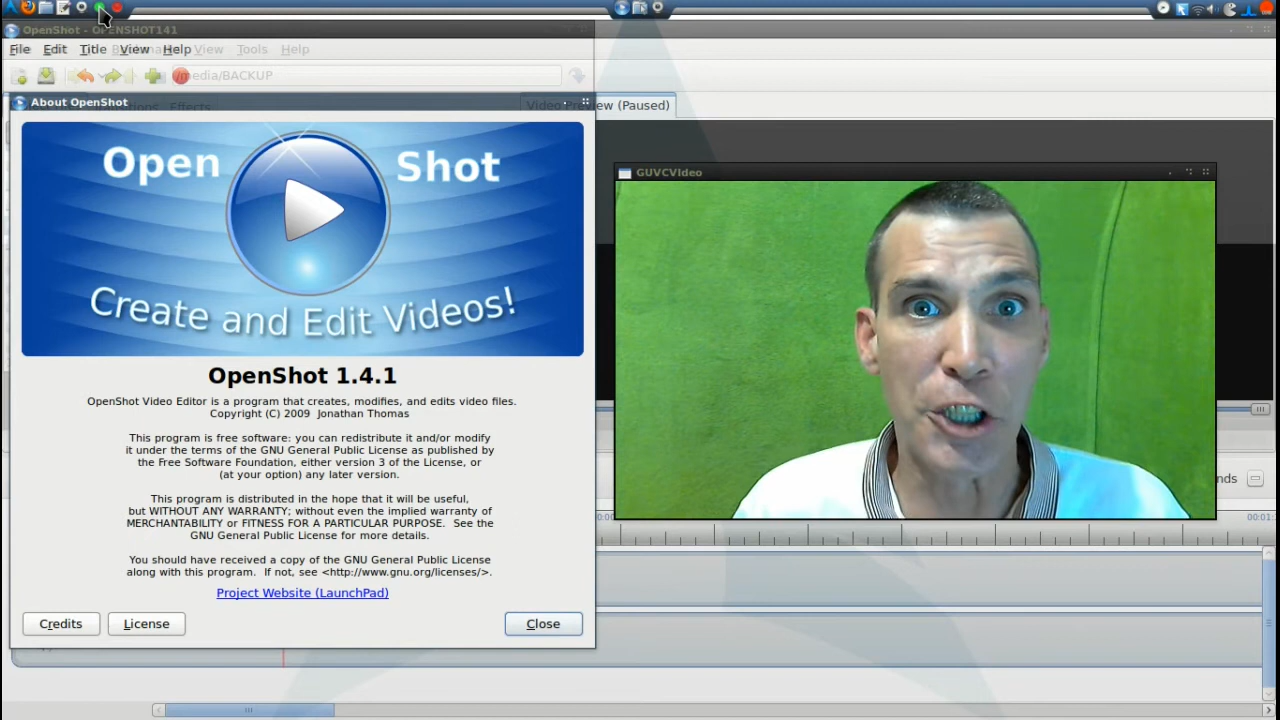 OpenShot - OPENSHOT141
File Edit Title View Help View Tools Help
/media/BACKUP
About OpenShot
Effects
Video Preview (Paused)
Open Shot
Create and Edit Videos!
GUVCVideo
OpenShot 1.4.1
OpenShot Video Editor is a program that creates, modifies, and edits video files.
Copyright (C) 2009 Jonathan Thomas
This program is free software: you can redistribute it and/or modify
it under the terms of the GNU General Public License as published by
the Free Software Foundation, either version 3 of the License, or
(at your option) any later version.
This program is distributed in the hope that it will be useful,
but WITHOUT ANY WARRANTY; without even the implied warranty of
MERCHANTABILITY or FITNESS FOR A PARTICULAR PURPOSE. See the
GNU General Public License for more details.
You should have received a copy of the GNU General Public License
along with this program. If not, see <http://www.gnu.org/licenses/>.
Project Website (LaunchPad)
Credits License Close